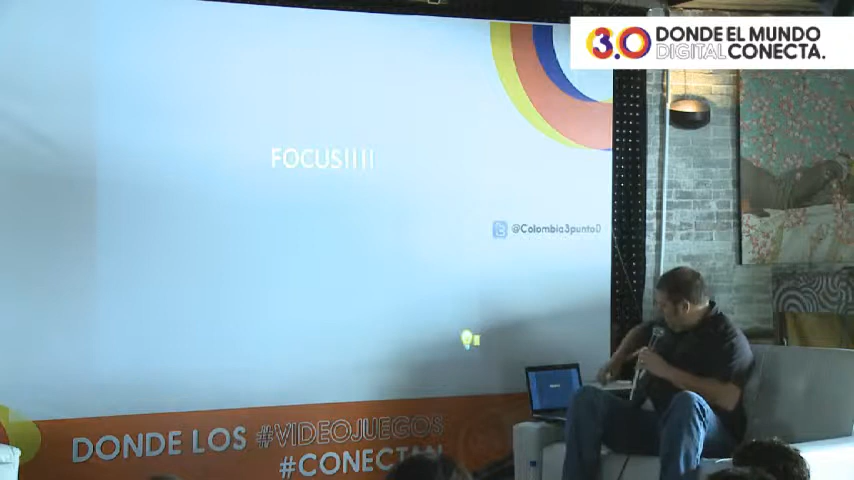 3.0 DONDE EL MUNDO
DIGITAL CONECTA.
FOCUS!!!!
@Colombia3punto0
DONDE LOS #VIDEOJUEGOS
#CONECTAN